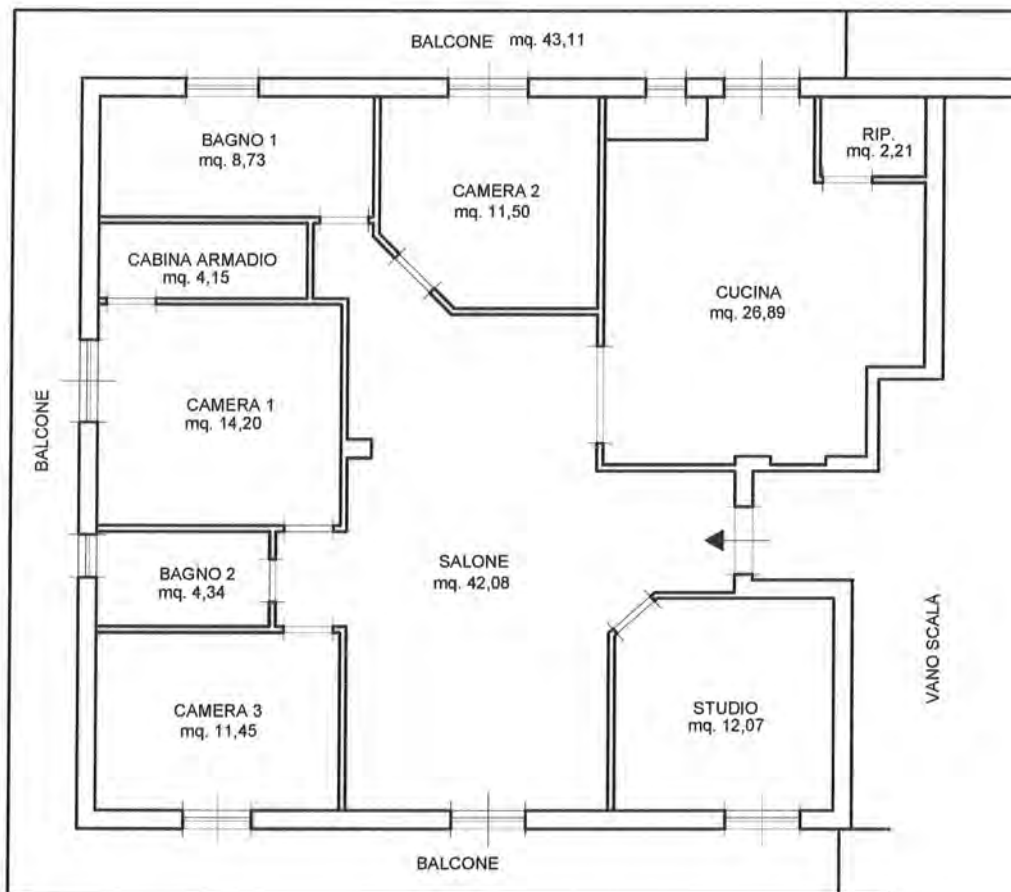 BALCONE mq. 43,11
BAGNO 1
mq. 8,73
CAMERA 2
mq. 11,50
RIP.
mq. 2,21
CABINA ARMADIO
mq. 4,15
CUCINA
mq. 26,89
BALCONE
CAMERA 1
mq. 14,20
BAGNO 2
mq. 4,34
SALONE
mq. 42,08
VANO SCALA
CAMERA 3
mq. 11,45
STUDIO
mq. 12,07
BALCONE